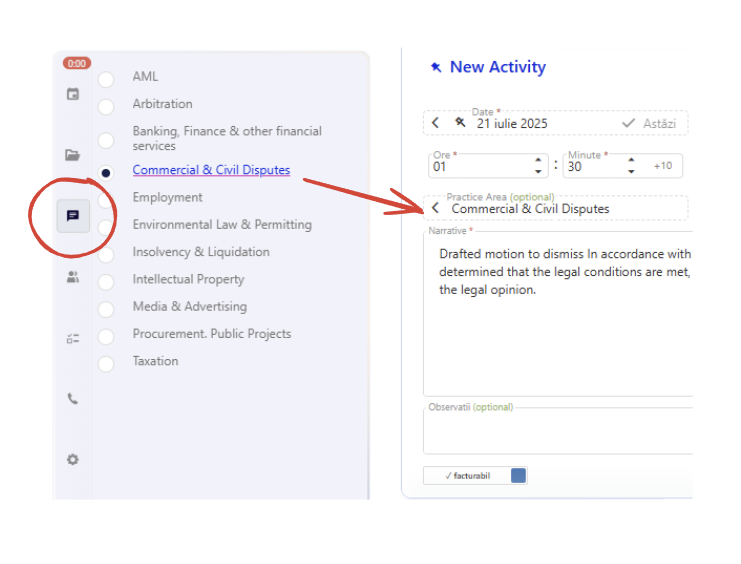 0:00
AML
Arbitration
Banking, Finance & other financial
services
Commercial & Civil Disputes
Employment
Environmental Law & Permitting
Insolvency & Liquidation
Intellectual Property
Media & Advertising
Procurement. Public Projects
Taxation
New Activity
Date *
21 iulie 2025
✓ Astăzi
Ore *
01
:
Minute *
30
+10
Practice Area (optional)
Commercial & Civil Disputes
Narrative *
Drafted motion to dismiss In accordance with
determined that the legal conditions are met,
the legal opinion.
Observatii (optional)
✓ facturabil